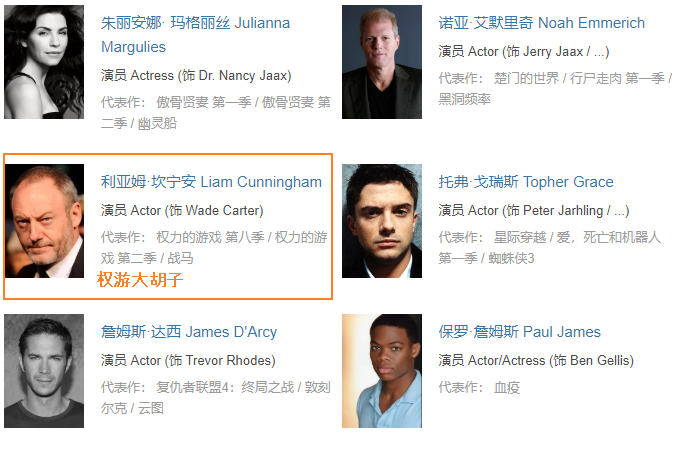 朱丽安娜· 玛格丽丝 Julianna
Margulies
演员 Actress (饰 Dr. Nancy Jaax)
代表作: 傲骨贤妻 第一季 / 傲骨贤妻 第
二季 / 幽灵船
诺亚·艾默里奇 Noah Emmerich
演员 Actor (饰 Jerry Jaax / ...)
代表作: 楚门的世界 / 行尸走肉 第一季 /
黑洞频率
利亚姆·坎宁安 Liam Cunningham
演员 Actor (饰 Wade Carter)
代表作: 权力的游戏 第八季 / 权力的游
戏 第二季 / 战马
权游大胡子
托弗·戈瑞斯 Topher Grace
演员 Actor (饰 Peter Jarhling / ...)
代表作: 星际穿越 / 爱，死亡和机器人
第一季 / 蜘蛛侠3
詹姆斯·达西 James D'Arcy
演员 Actor (饰 Trevor Rhodes)
代表作: 复仇者联盟4：终局之战 / 敦刻
尔克 / 云图
保罗·詹姆斯 Paul James
演员 Actor/Actress (饰 Ben Gellis)
代表作: 血疫